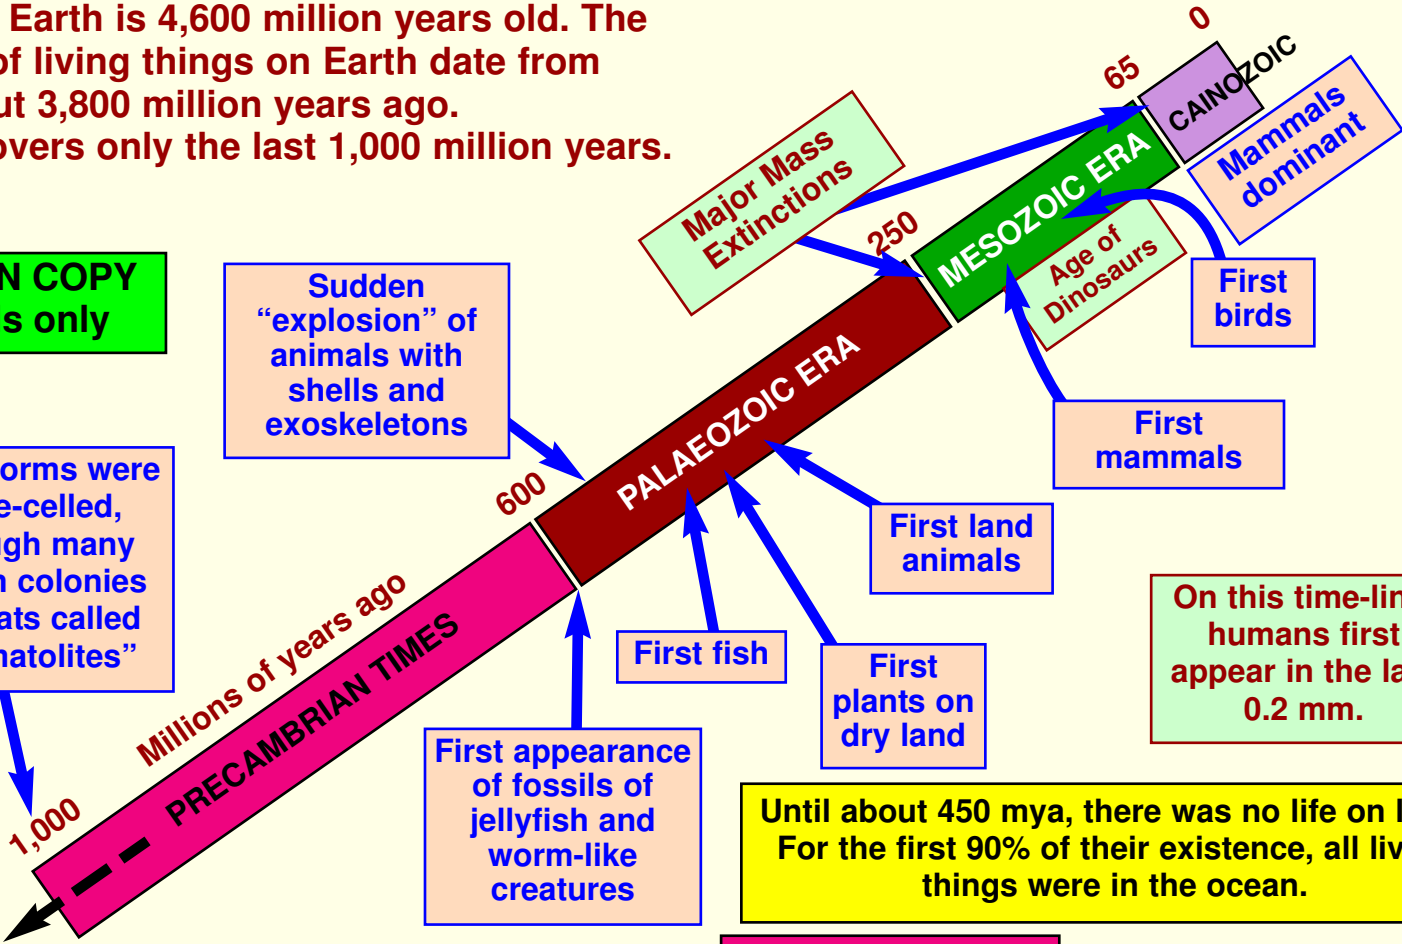 Earth is 4,600 million years old. The
of living things on Earth date from
ut 3,800 million years ago.
overs only the last 1,000 million years.
0
65
CAINOZOIC
Mammals
dominant
Major Mass
Extinctions
250
MESOZOIC ERA
Age of
Dinosaurs
First
birds
N COPY
s only
Sudden
“explosion” of
animals with
shells and
exoskeletons
PALAEOZOIC ERA
First
mammals
orms were
e-celled,
ugh many
n colonies
ats called
natolites”
600
First land
animals
Millions of years ago
PRECAMBRIAN TIMES
First fish
First
plants on
dry land
On this time-lin
humans first
appear in the la
0.2 mm.
First appearance
of fossils of
jellyfish and
worm-like
creatures
1,000
Until about 450 mya, there was no life on l
For the first 90% of their existence, all liv
things were in the ocean.